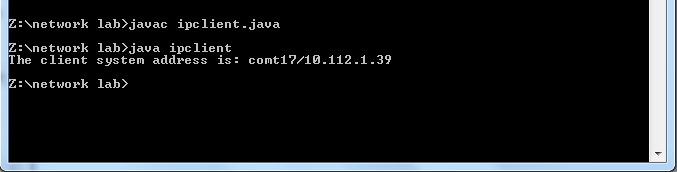 Z:\network lab>javac ipclient.java
Z:\network lab>java ipclient
The client system address is: comt17/10.112.1.39
Z:\network lab>